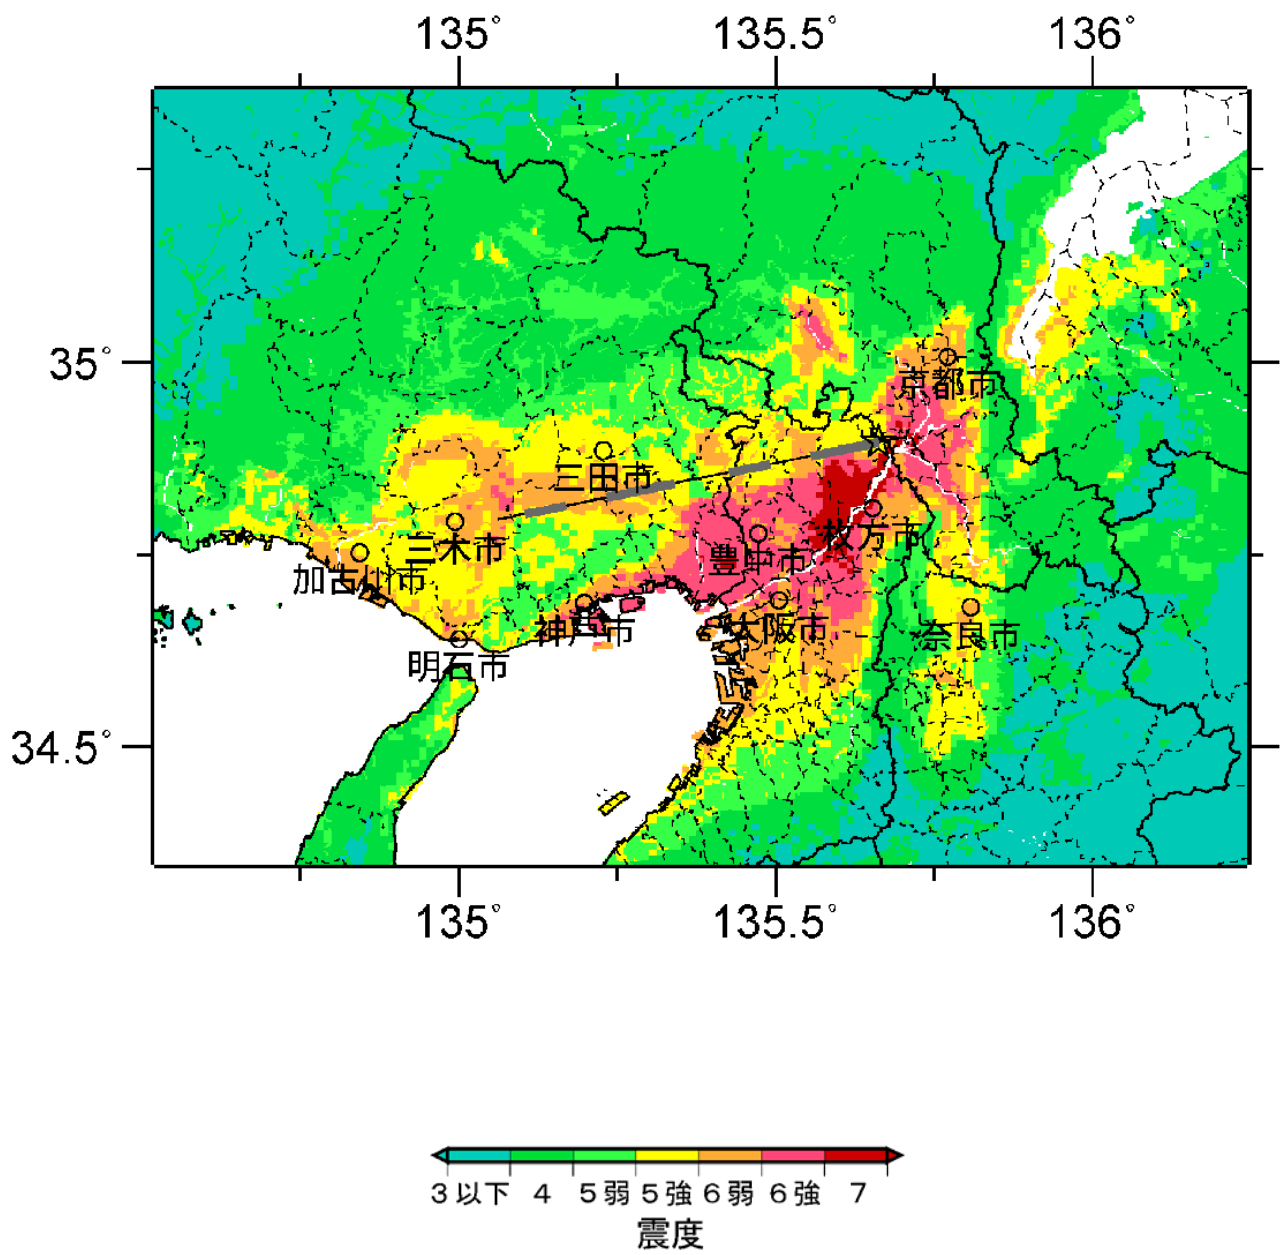 135° 135.5° 136°
35°
34.5°
京都市
三田市
三木市
枚方市
豊中市
加古川市
神戸市
大阪市
奈良市
明石市
135° 135.5° 136°
3以下 4 5弱 5強 6弱 6強 7
震度